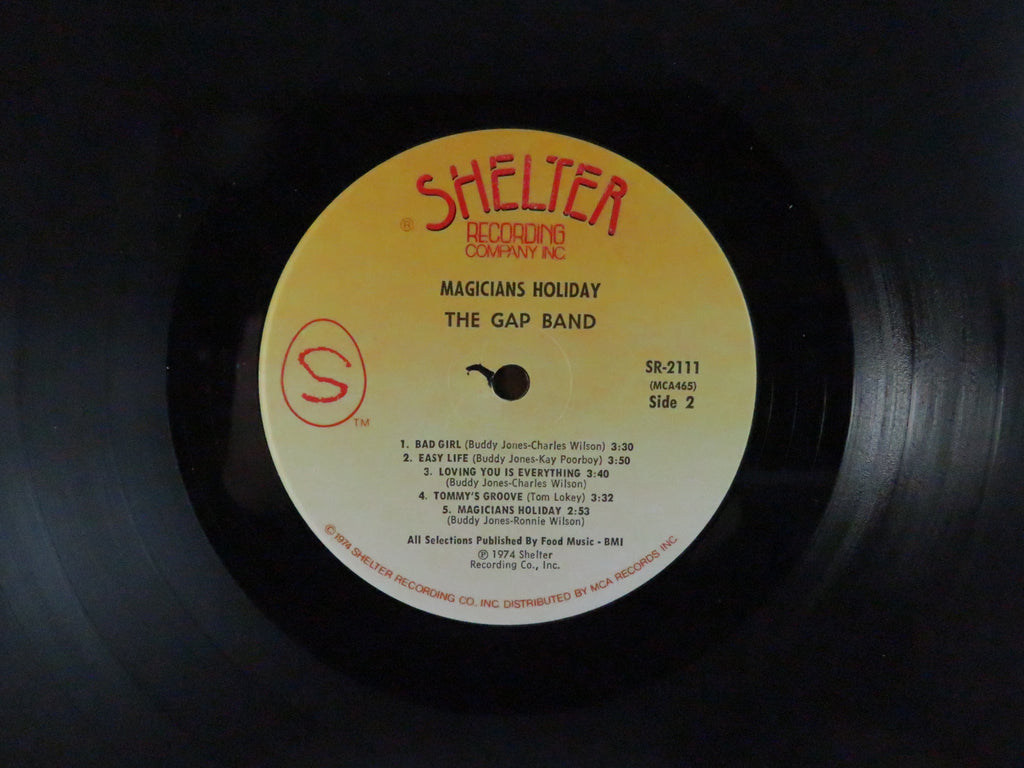 SHELTER
®
RECORDING
COMPANY INC.
MAGICIANS HOLIDAY
THE GAP BAND
S
TM
SR-2111
(MCA465)
Side 2
1. BAD GIRL (Buddy Jones-Charles Wilson) 3:30
2. EASY LIFE (Buddy Jones-Kay Poorboy) 3:50
3. LOVING YOU IS EVERYTHING 3:40
(Buddy Jones-Charles Wilson)
4. TOMMY'S GROOVE (Tom Lokey) 3:32
5. MAGICIANS HOLIDAY 2:53
(Buddy Jones-Ronnie Wilson)
All Selections Published By Food Music - BMI
℗ 1974 Shelter
Recording Co., Inc.
©1974 SHELTER RECORDING CO., INC. DISTRIBUTED BY MCA RECORDS INC.